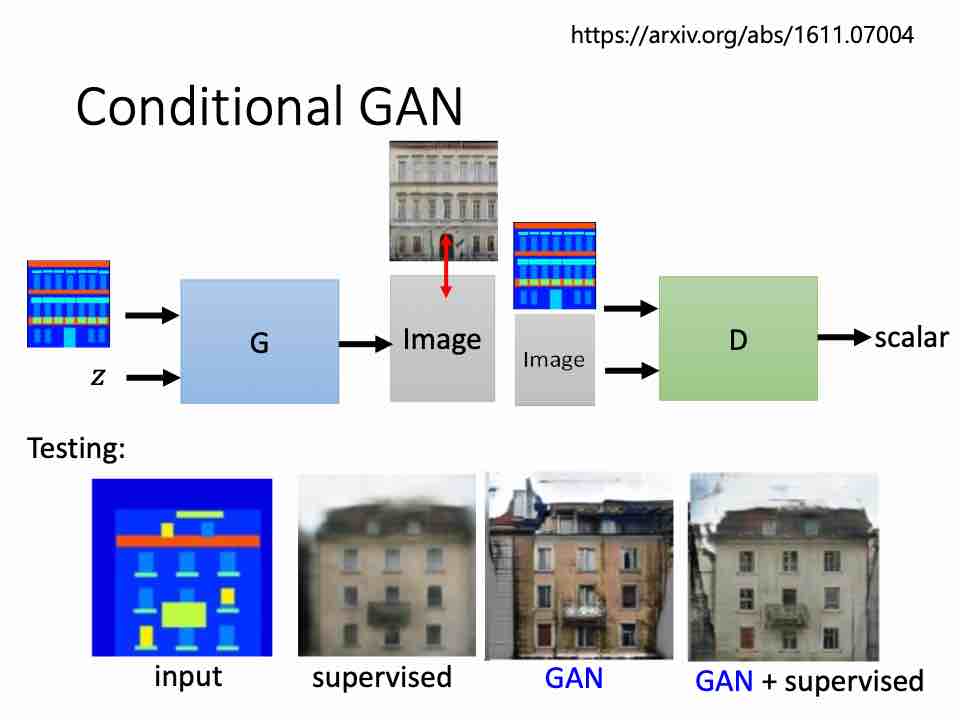 https://arxiv.org/abs/1611.07004
Conditional GAN
G
Image
Image
D
scalar
z
Testing:
input
supervised
GAN
GAN + supervised